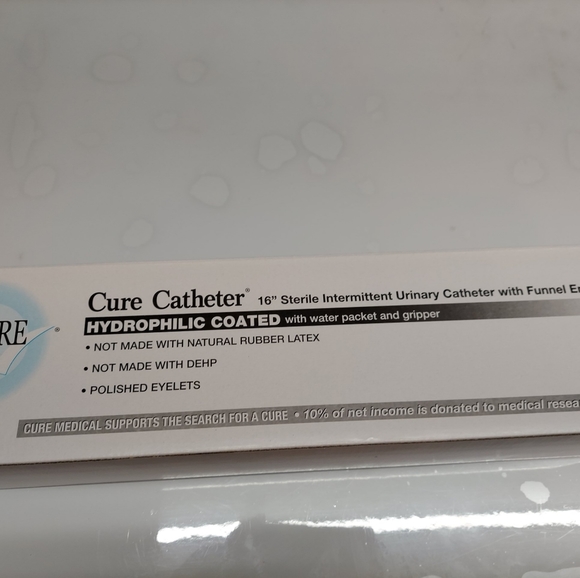 RE®
Cure Catheter® 16” Sterile Intermittent Urinary Catheter with Funnel
HYDROPHILIC COATED with water packet and gripper
• NOT MADE WITH NATURAL RUBBER LATEX
• NOT MADE WITH DEHP
• POLISHED EYELETS
CURE MEDICAL SUPPORTS THE SEARCH FOR A CURE • 10% of net income is donated to medical